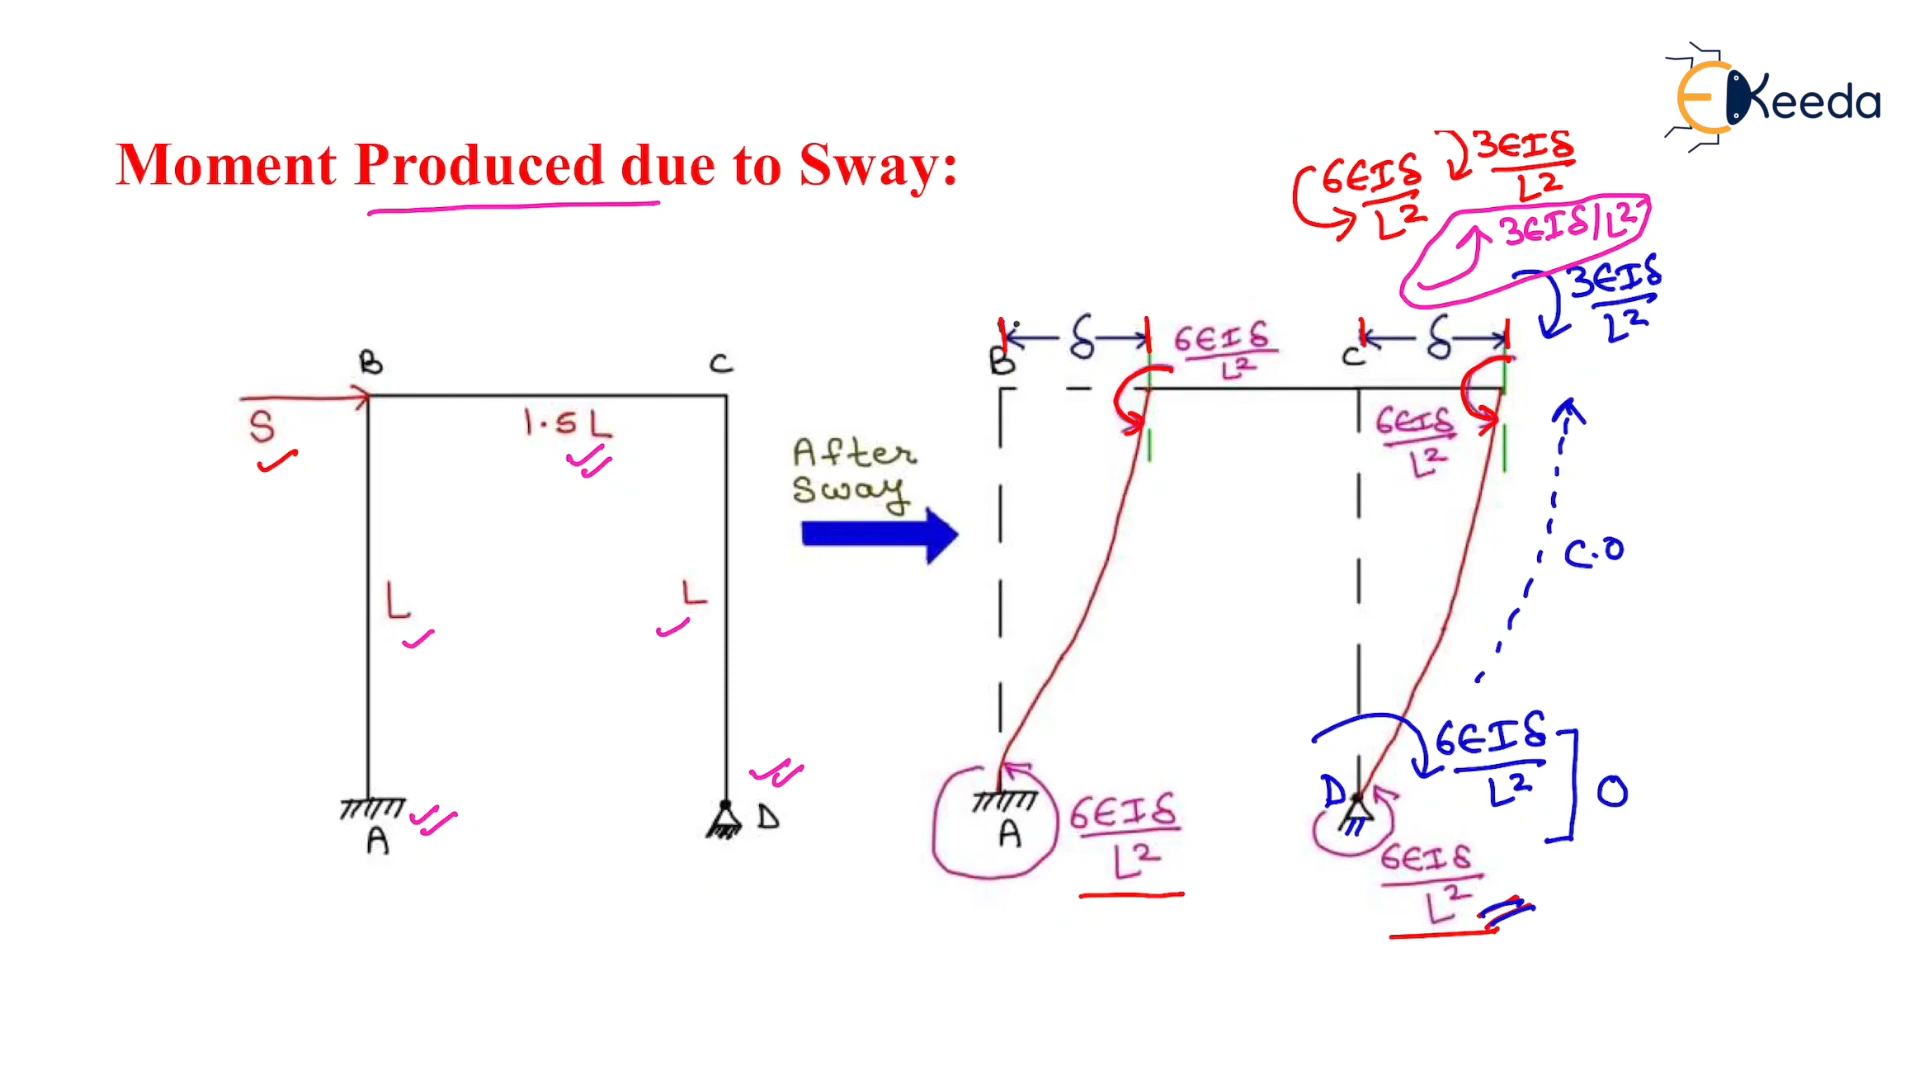 EKeeda
Moment Produced due to Sway:
6EIδ/L²
3EIδ/L²
3EIδ/L²
3EIδ/L²
B
C
S
1.5L
L
L
A
D
After
Sway
B
δ
6EIδ/L²
C
δ
6EIδ/L²
C.O
A
6EIδ/L²
D
6EIδ/L²
0
6EIδ/L²